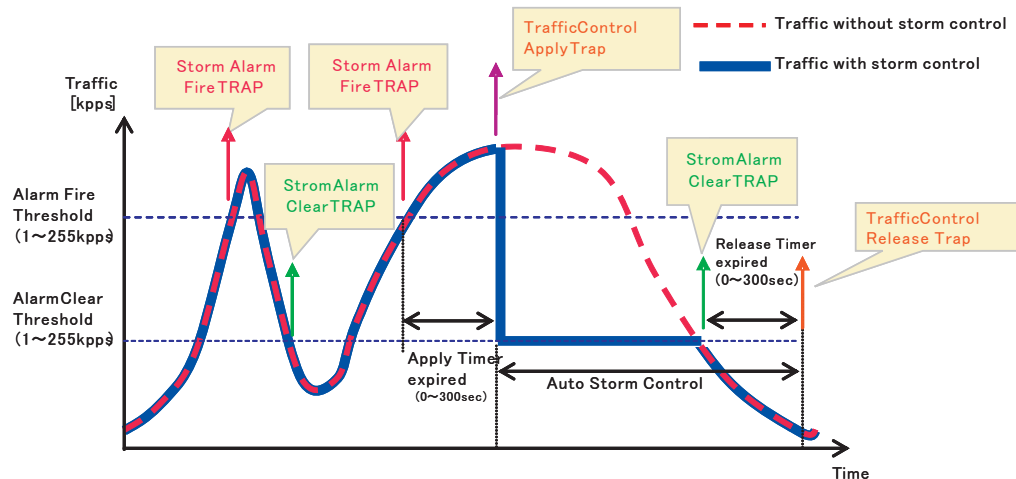 TrafficControl
ApplyTrap
Traffic without storm control
Traffic with storm control
Storm Alarm
FireTRAP
Storm Alarm
FireTRAP
Traffic
[kpps]
StromAlarm
ClearTRAP
StromAlarm
ClearTRAP
Alarm Fire
Threshold
(1～255kpps)
TrafficControl
Release Trap
Release Timer
expired
(0～300sec)
AlarmClear
Threshold
(1～255kpps)
Apply Timer
expired
(0～300sec)
Auto Storm Control
Time